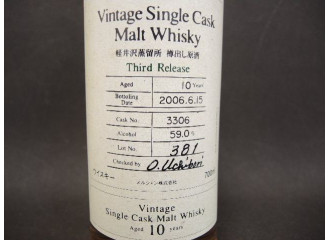 Vintage Single Cask
Malt Whisky
軽井沢蒸留所 樽出し原酒
Third Release
Aged 10 Years
Bottling Date 2006.6.15
Cask No. 3306
Alcohol 59.0%
Lot No. 381
Checked by O. Uchibori
ウイスキー メルシャン株式会社 700ml
Vintage
Single Cask Malt Whisky
Aged 10 years